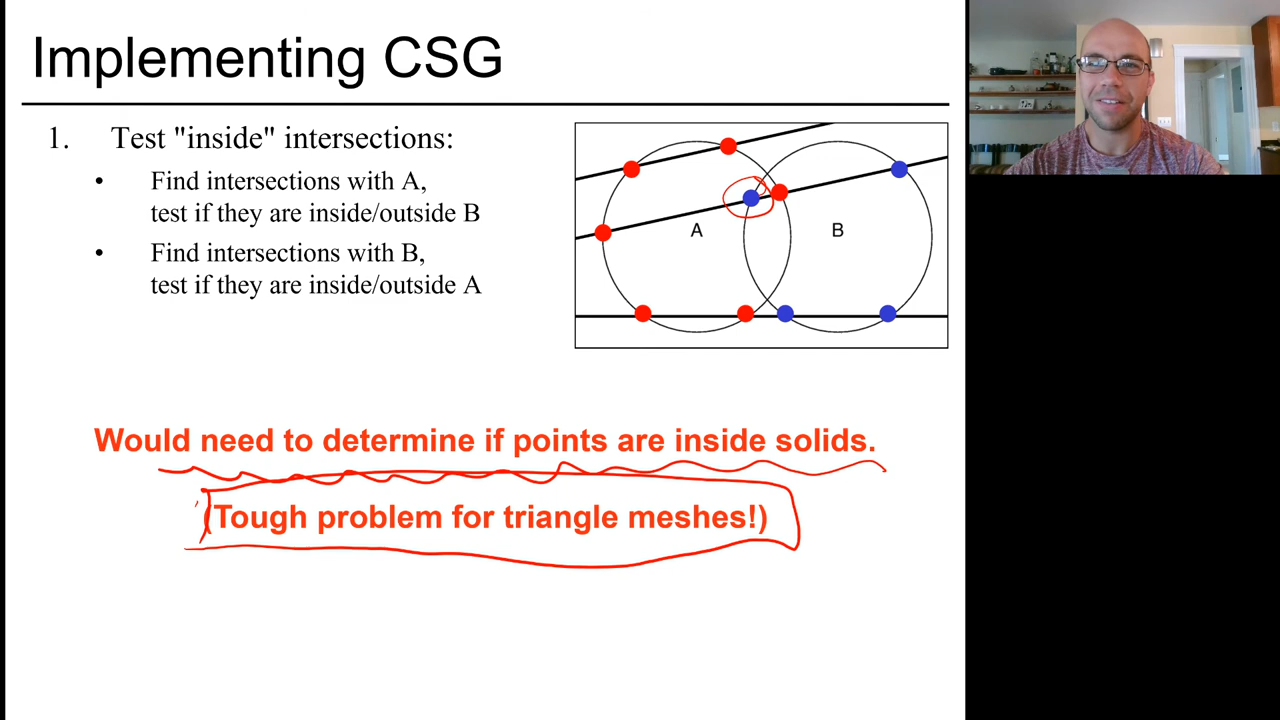 Implementing CSG
1. Test "inside" intersections:
• Find intersections with A,
test if they are inside/outside B
• Find intersections with B,
test if they are inside/outside A
A
B
Would need to determine if points are inside solids.
(Tough problem for triangle meshes!)